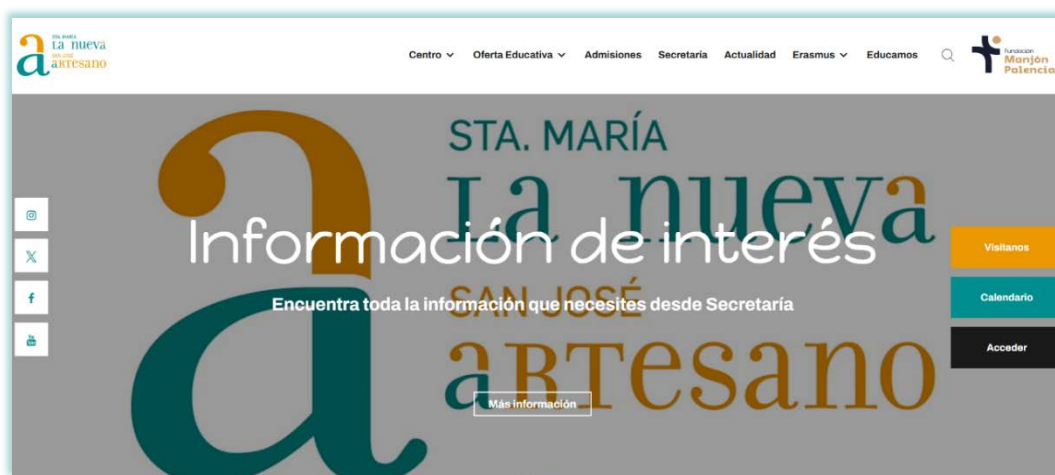 STA. MARÍA
La nueva
SAN JOSÉ
aRTesano
Centro
Oferta Educativa
Admisiones
Secretaría
Actualidad
Erasmus
Educamos
Fundación
Manjón
Palencia
STA. MARÍA
La nueva
Información de interés
SAN JOSÉ
Encuentra toda la información que necesites desde Secretaría
aRTesano
Más información
Visítanos
Calendario
Acceder